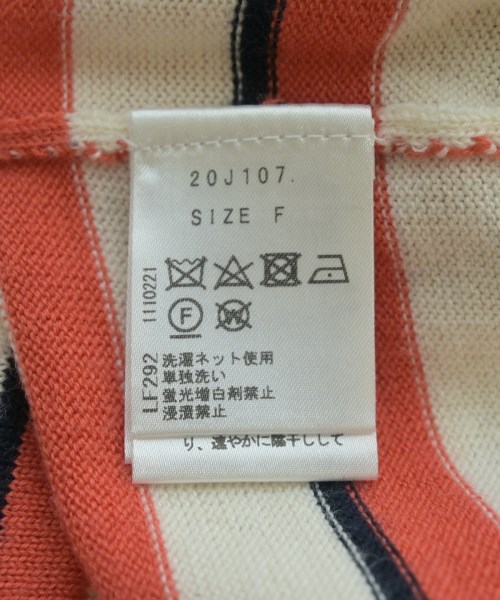 20J107.
SIZE F
F W
LF292 1110221
洗濯ネット使用
単独洗い
蛍光増白剤禁止
浸漬禁止
り、速やかに陰干しして